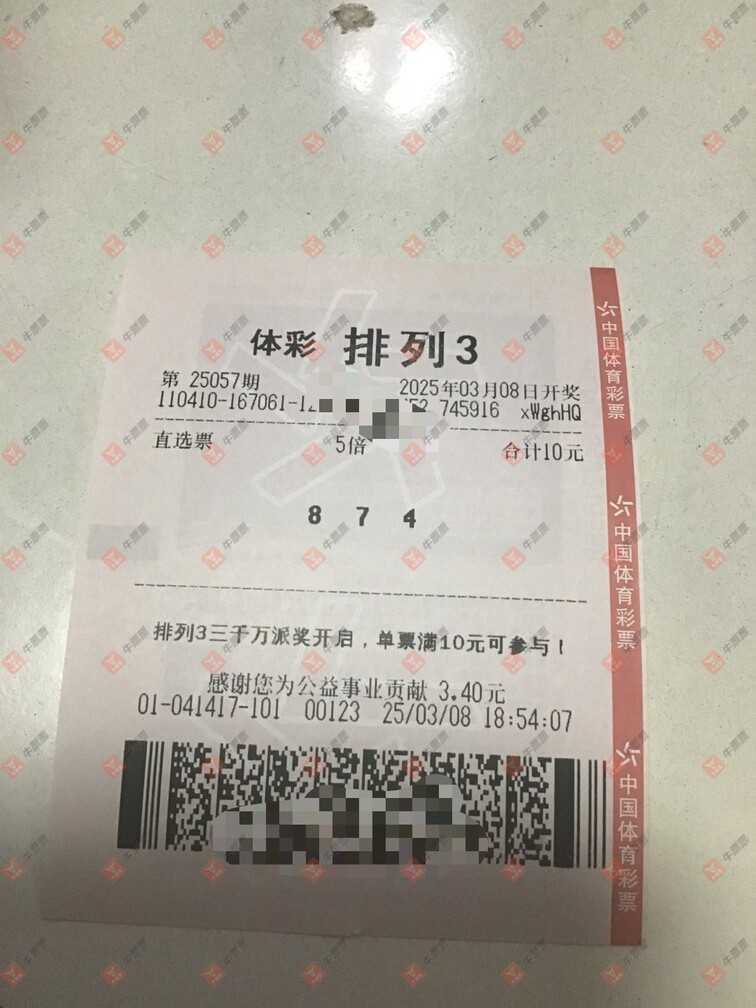 体彩 排列3
第 25057期 2025年03月08日开奖
110410-167061-12 52 745916 xWghHQ
直选票 5倍 合计10元
8 7 4
排列3三千万派奖开启，单票满10元可参与！
感谢您为公益事业贡献 3.40元
01-041417-101 00123 25/03/08 18:54:07
中国体育彩票
中国体育彩票
中国体育彩票
牛票票